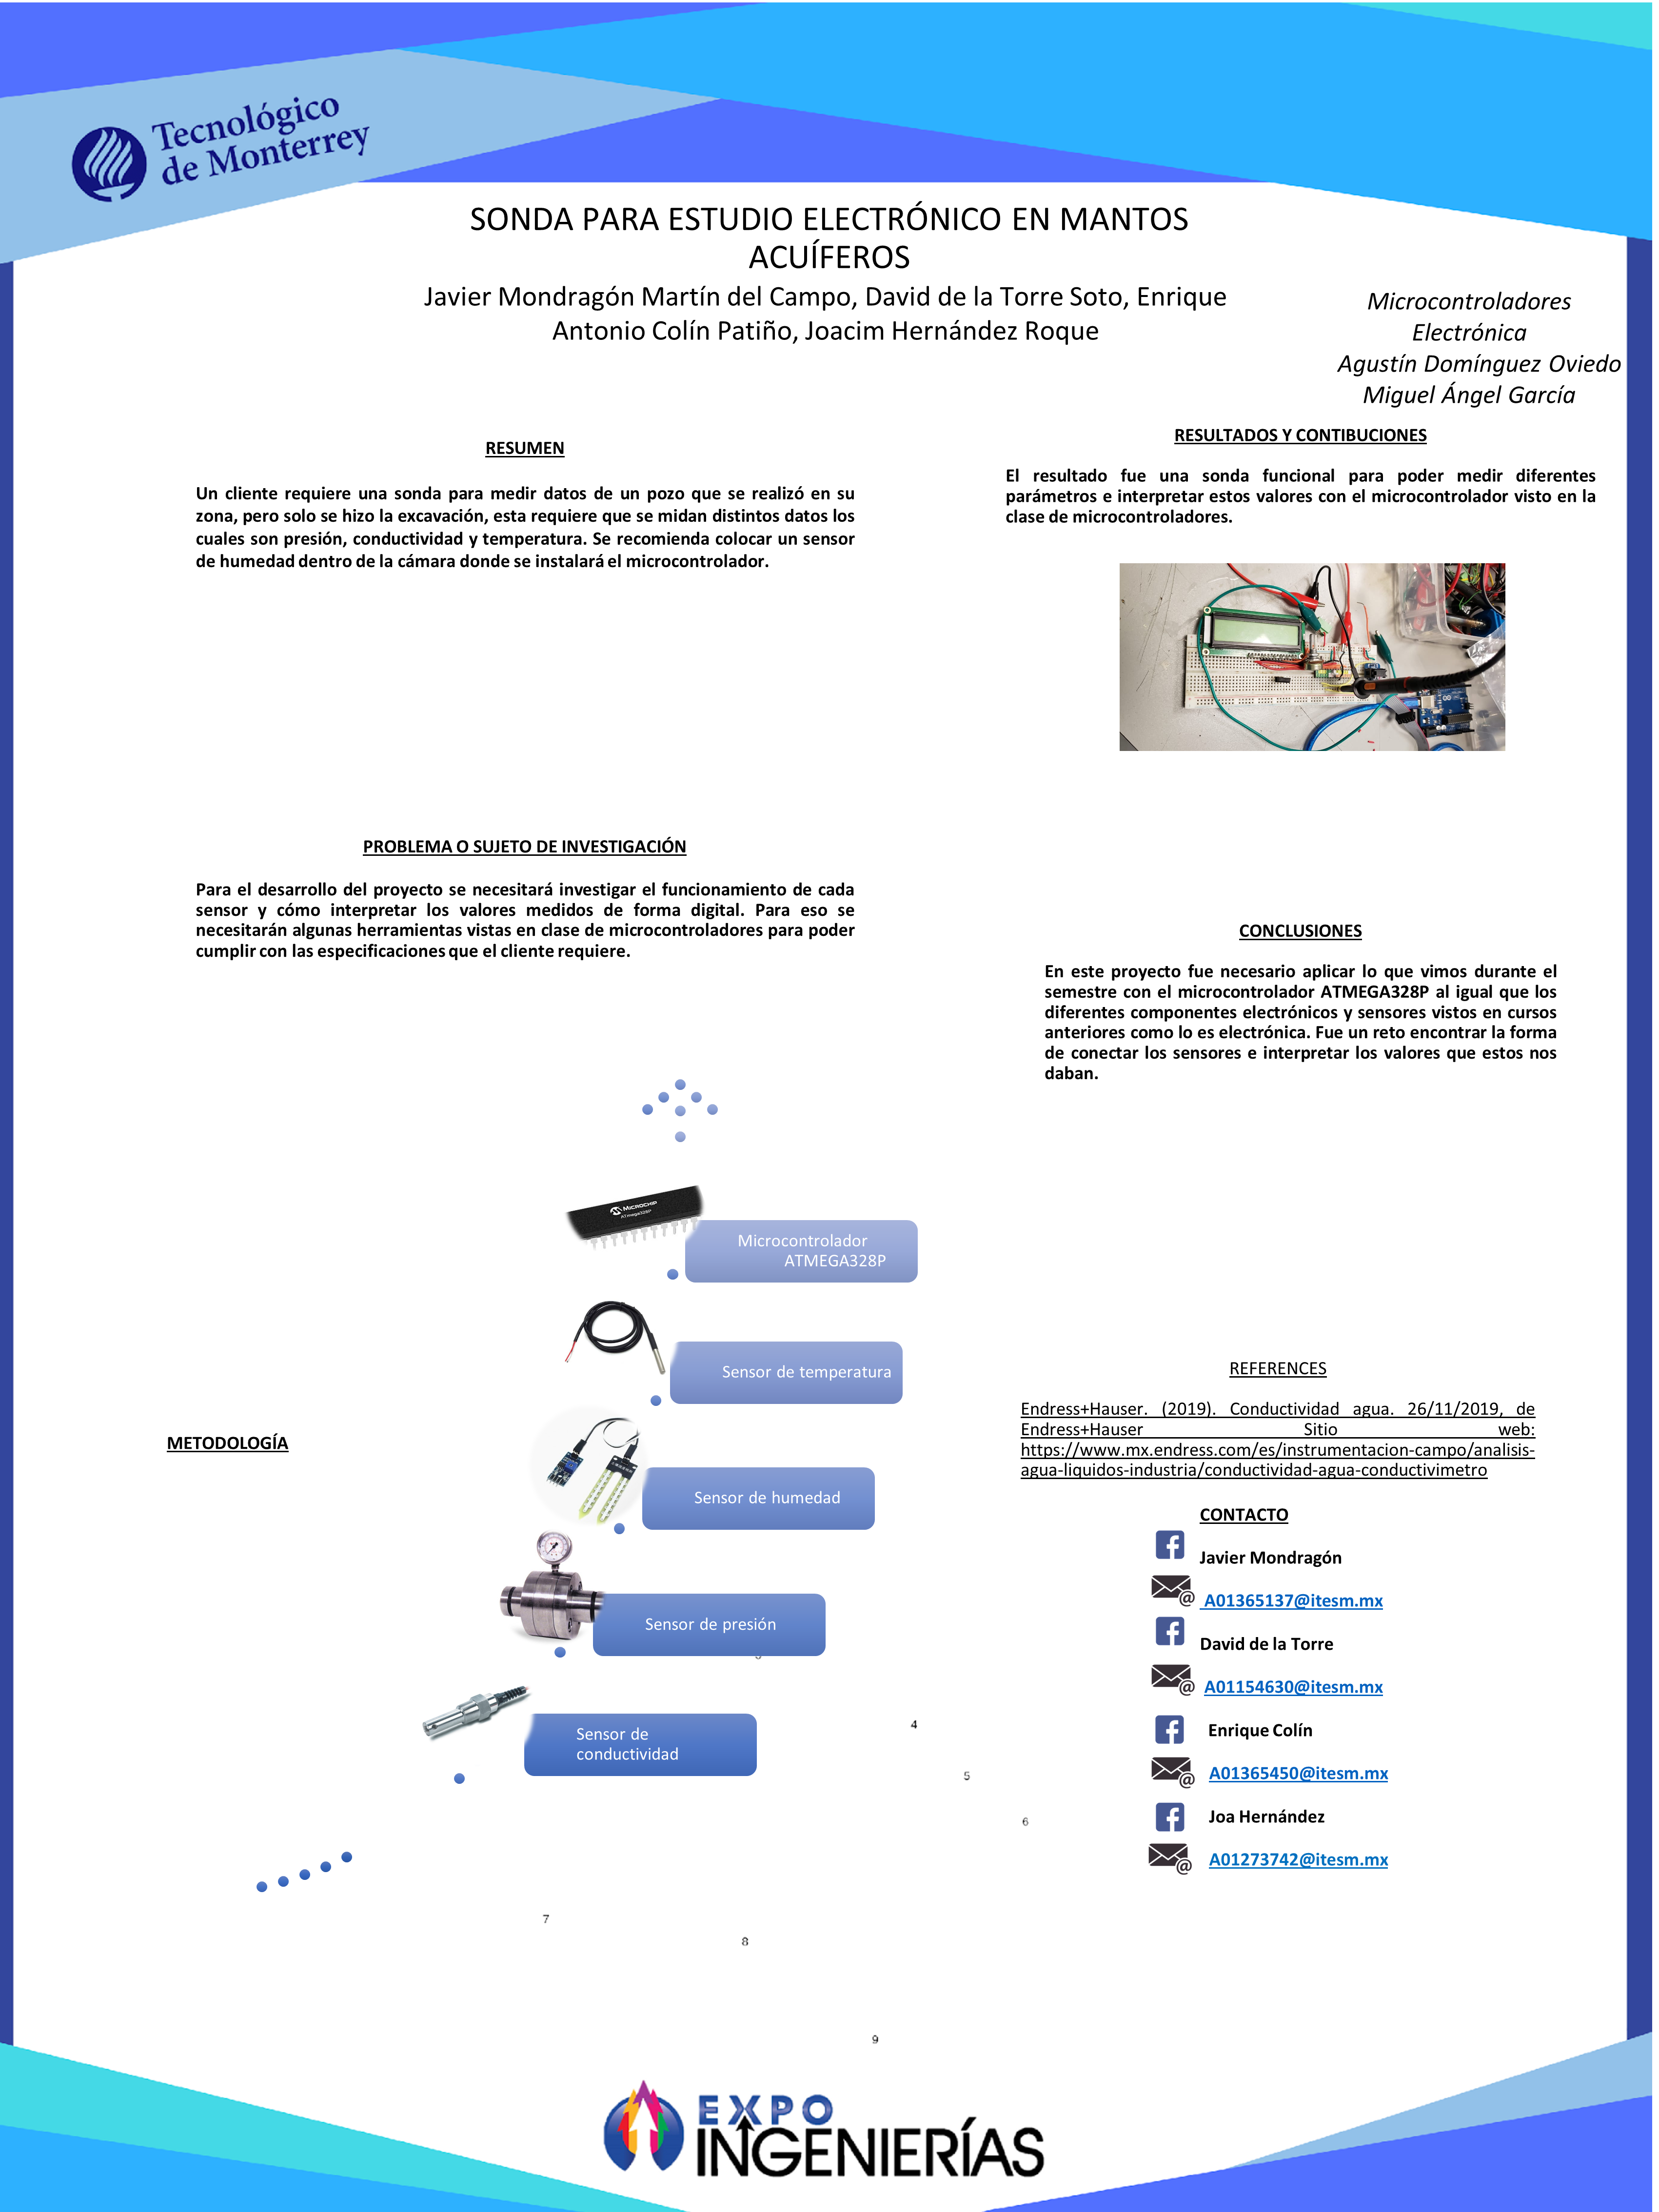 Tecnológico
de Monterrey
SONDA PARA ESTUDIO ELECTRÓNICO EN MANTOS
ACUÍFEROS
Javier Mondragón Martín del Campo, David de la Torre Soto, Enrique
Antonio Colín Patiño, Joacim Hernández Roque
Microcontroladores
Electrónica
Agustín Domínguez Oviedo
Miguel Ángel García
RESUMEN
Un cliente requiere una sonda para medir datos de un pozo que se realizó en su
zona, pero solo se hizo la excavación, esta requiere que se midan distintos datos los
cuales son presión, conductividad y temperatura. Se recomienda colocar un sensor
de humedad dentro de la cámara donde se instalará el microcontrolador.
PROBLEMA O SUJETO DE INVESTIGACIÓN
Para el desarrollo del proyecto se necesitará investigar el funcionamiento de cada
sensor y cómo interpretar los valores medidos de forma digital. Para eso se
necesitarán algunas herramientas vistas en clase de microcontroladores para poder
cumplir con las especificaciones que el cliente requiere.
METODOLOGÍA
MICROCHIP
ATmega328P
Microcontrolador
ATMEGA328P
Sensor de temperatura
Sensor de humedad
Sensor de presión
Sensor de
conductividad
4
5
6
7
8
9
RESULTADOS Y CONTIBUCIONES
El resultado fue una sonda funcional para poder medir diferentes
parámetros e interpretar estos valores con el microcontrolador visto en la
clase de microcontroladores.
CONCLUSIONES
En este proyecto fue necesario aplicar lo que vimos durante el
semestre con el microcontrolador ATMEGA328P al igual que los
diferentes componentes electrónicos y sensores vistos en cursos
anteriores como lo es electrónica. Fue un reto encontrar la forma
de conectar los sensores e interpretar los valores que estos nos
daban.
REFERENCES
Endress+Hauser. (2019). Conductividad agua. 26/11/2019, de
Endress+Hauser Sitio web:
https://www.mx.endress.com/es/instrumentacion-campo/analisis-
agua-liquidos-industria/conductividad-agua-conductivimetro
CONTACTO
Javier Mondragón
A01365137@itesm.mx
David de la Torre
A01154630@itesm.mx
Enrique Colín
A01365450@itesm.mx
Joa Hernández
A01273742@itesm.mx
EXPO
INGENIERÍAS